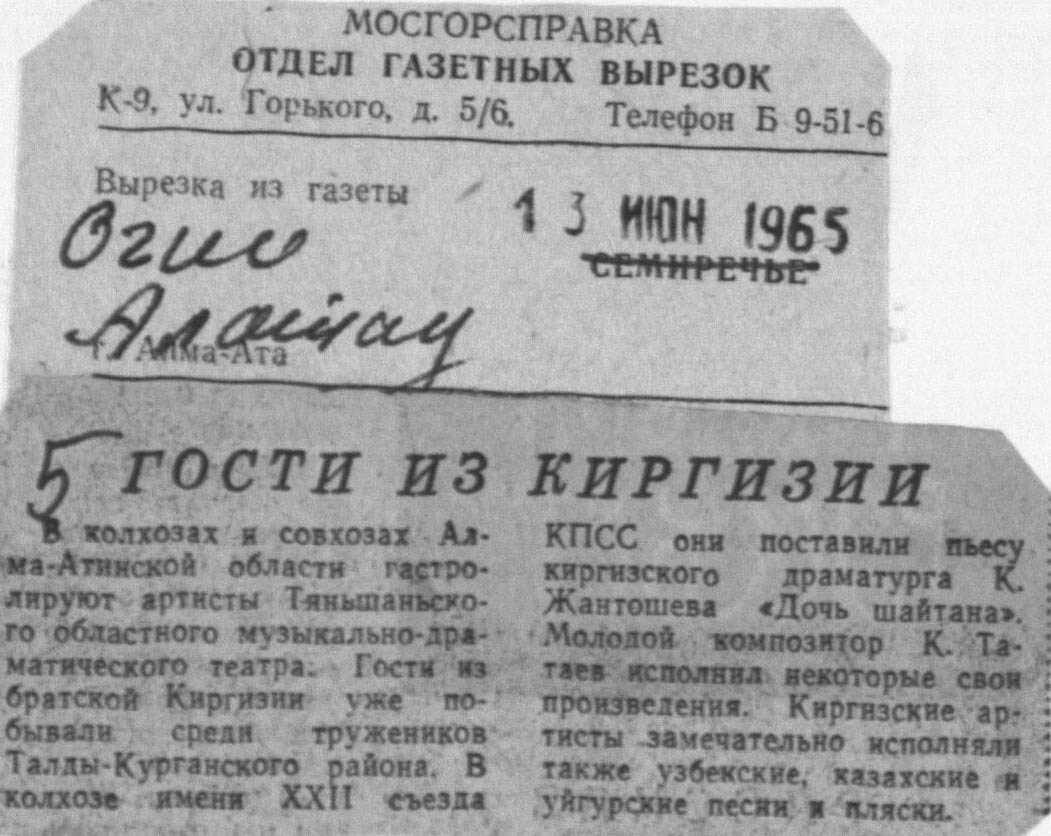 МОСГОРСПРАВКА
ОТДЕЛ ГАЗЕТНЫХ ВЫРЕЗОК
К-9, ул. Горького, д. 5/6. Телефон Б 9-51-6
Вырезка из газеты
13 ИЮН 1965
СЕМИРЕЧЬЕ
Огни
Алатау
г. Алма-Ата
5
ГОСТИ ИЗ КИРГИЗИИ
В колхозах и совхозах Ал-
ма-Атинской области гастро-
лируют артисты Тяньшаньско-
го областного музыкально-дра-
матического театра. Гости из
братской Киргизии уже по-
бывали среди тружеников
Талды-Курганского района. В
колхозе имени XXII съезда
КПСС они поставили пьесу
киргизского драматурга К.
Жантошева «Дочь шайтана».
Молодой композитор К. Та-
таев исполнил некоторые свои
произведения. Киргизские ар-
тисты замечательно исполняли
также узбекские, казахские и
уйгурские песни и пляски.